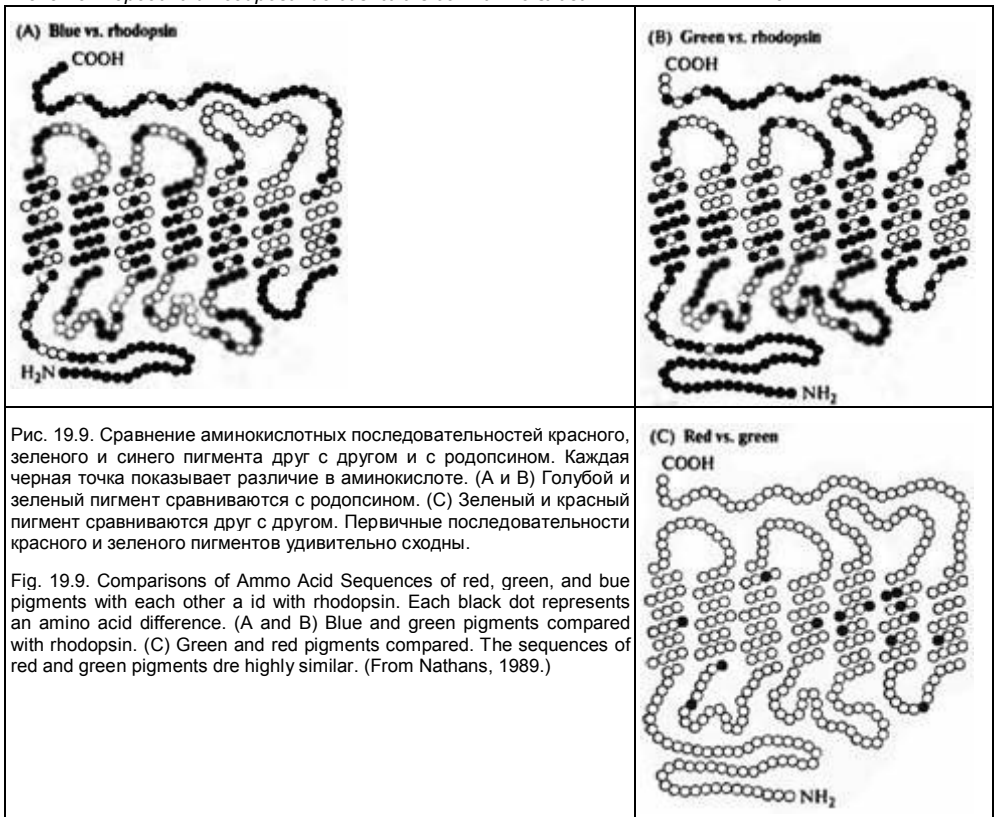 (A) Blue vs. rhodopsin
COOH
H₂N
(B) Green vs. rhodopsin
COOH
NH₂
Рис. 19.9. Сравнение аминокислотных последовательностей красного,
зеленого и синего пигмента друг с другом и с родопсином. Каждая
черная точка показывает различие в аминокислоте. (А и В) Голубой и
зеленый пигмент сравниваются с родопсином. (С) Зеленый и красный
пигмент сравниваются друг с другом. Первичные последовательности
красного и зеленого пигментов удивительно сходны.
Fig. 19.9. Comparisons of Ammo Acid Sequences of red, green, and bue
pigments with each other a id with rhodopsin. Each black dot represents
an amino acid difference. (A and B) Blue and green pigments compared
with rhodopsin. (C) Green and red pigments compared. The sequences of
red and green pigments dre highly similar. (From Nathans, 1989.)
(C) Red vs. green
COOH
NH₂